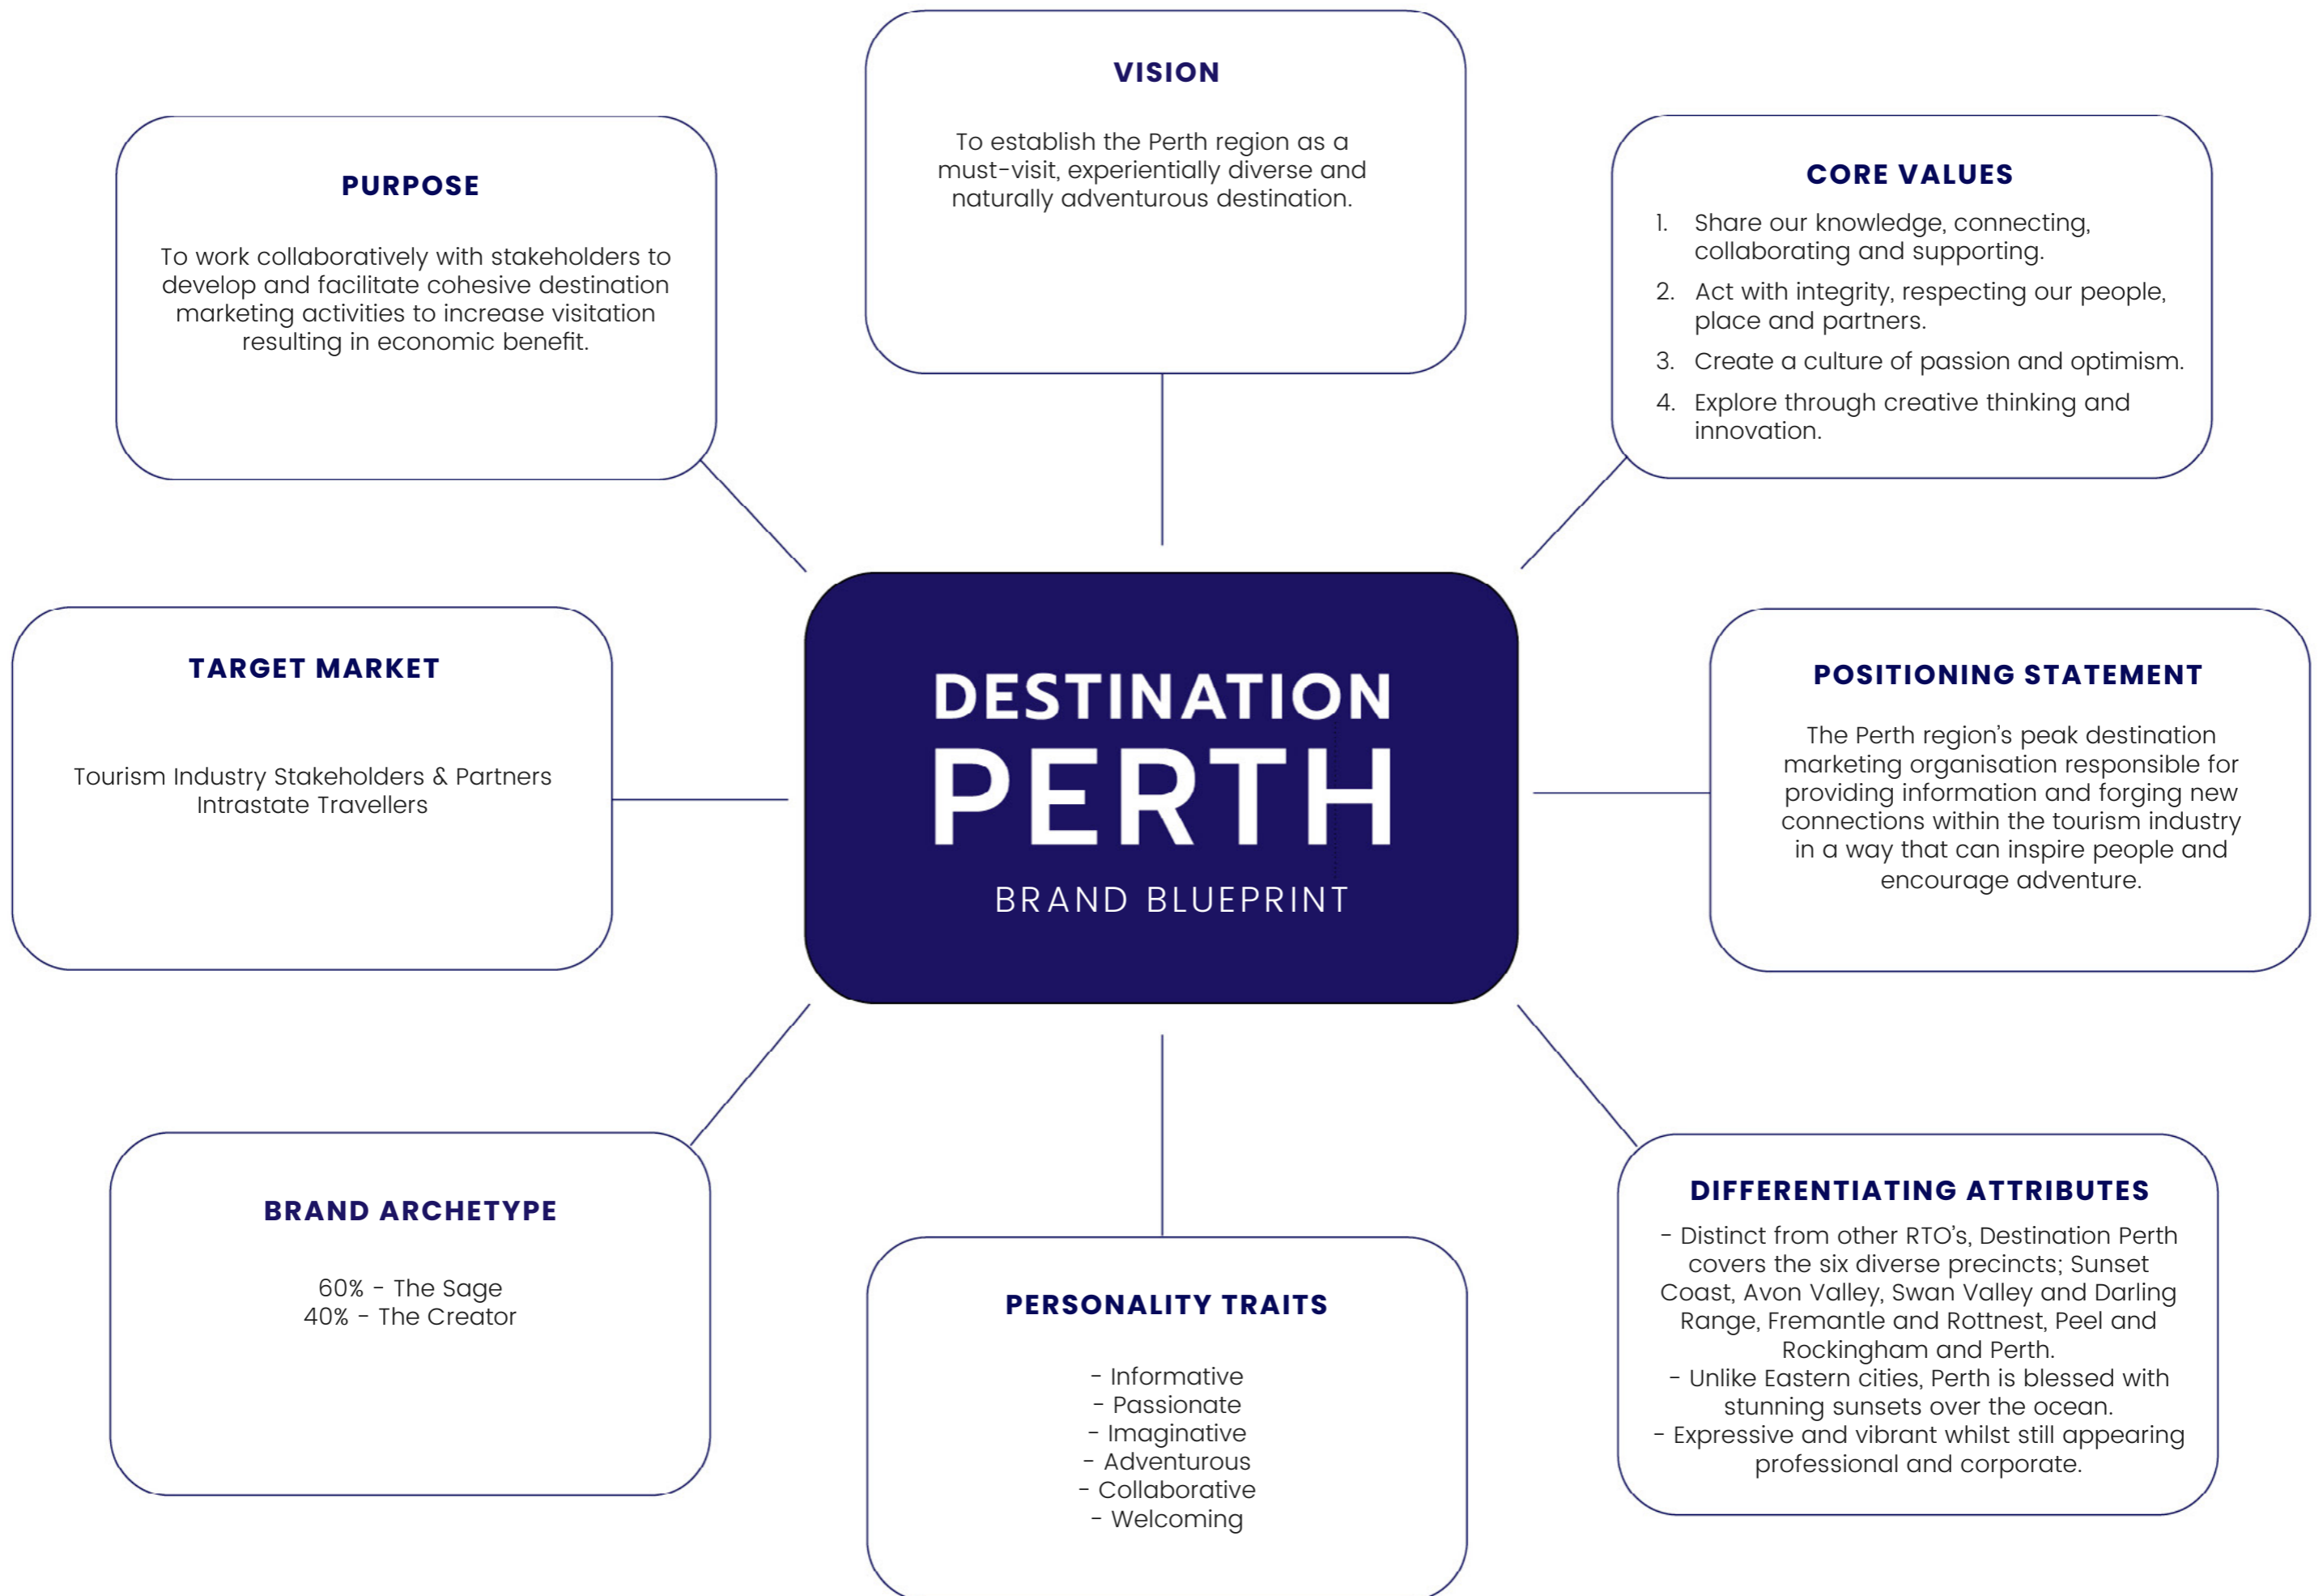 VISION
To establish the Perth region as a
must-visit, experientially diverse and
naturally adventurous destination.
PURPOSE
To work collaboratively with stakeholders to
develop and facilitate cohesive destination
marketing activities to increase visitation
resulting in economic benefit.
CORE VALUES
1. Share our knowledge, connecting,
collaborating and supporting.
2. Act with integrity, respecting our people,
place and partners.
3. Create a culture of passion and optimism.
4. Explore through creative thinking and
innovation.
TARGET MARKET
Tourism Industry Stakeholders & Partners
Intrastate Travellers
DESTINATION
PERTH
BRAND BLUEPRINT
POSITIONING STATEMENT
The Perth region's peak destination
marketing organisation responsible for
providing information and forging new
connections within the tourism industry
in a way that can inspire people and
encourage adventure.
BRAND ARCHETYPE
60% - The Sage
40% - The Creator
PERSONALITY TRAITS
- Informative
- Passionate
- Imaginative
- Adventurous
- Collaborative
- Welcoming
DIFFERENTIATING ATTRIBUTES
- Distinct from other RTO's, Destination Perth
covers the six diverse precincts; Sunset
Coast, Avon Valley, Swan Valley and Darling
Range, Fremantle and Rottnest, Peel and
Rockingham and Perth.
- Unlike Eastern cities, Perth is blessed with
stunning sunsets over the ocean.
- Expressive and vibrant whilst still appearing
professional and corporate.